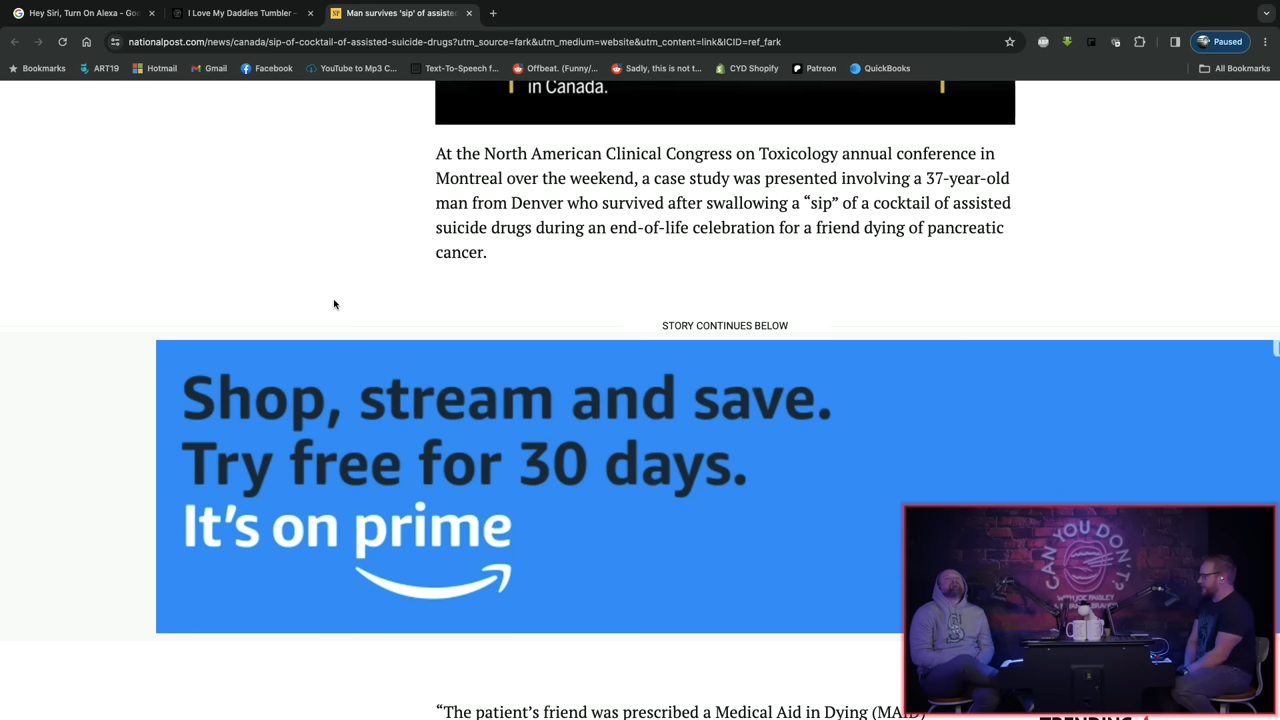 Hey Siri, Turn On Alexa - Goo
I Love My Daddies Tumbler -
Man survives 'sip' of assiste
nationalpost.com/news/canada/sip-of-cocktail-of-assisted-suicide-drugs?utm_source=fark&utm_medium=website&utm_content=link&ICID=ref_fark
Paused
Bookmarks
ART19
Hotmail
Gmail
Facebook
YouTube to Mp3 C...
Text-To-Speech f...
Offbeat. (Funny/...
Sadly, this is not t...
CYD Shopify
Patreon
QuickBooks
All Bookmarks
in Canada.
At the North American Clinical Congress on Toxicology annual conference in
Montreal over the weekend, a case study was presented involving a 37-year-old
man from Denver who survived after swallowing a “sip” of a cocktail of assisted
suicide drugs during an end-of-life celebration for a friend dying of pancreatic
cancer.
STORY CONTINUES BELOW
Shop, stream and save.
Try free for 30 days.
It's on prime
CAN YOU DON'T?
WITH JOE PAISLEY
“The patient’s friend was prescribed a Medical Aid in Dying (MAID)
TRENDING